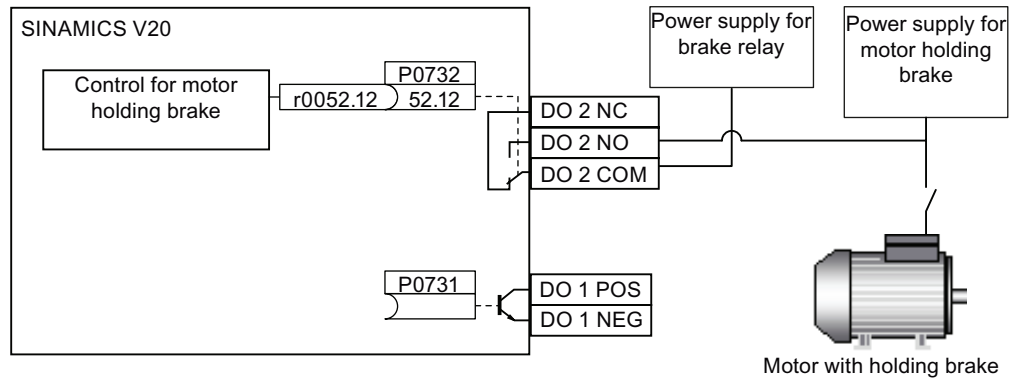 SINAMICS V20
Control for motor
holding brake
r0052.12
P0732
52.12
DO 2 NC
DO 2 NO
DO 2 COM
P0731
DO 1 POS
DO 1 NEG
Power supply for
brake relay
Power supply for
motor holding
brake
Motor with holding brake